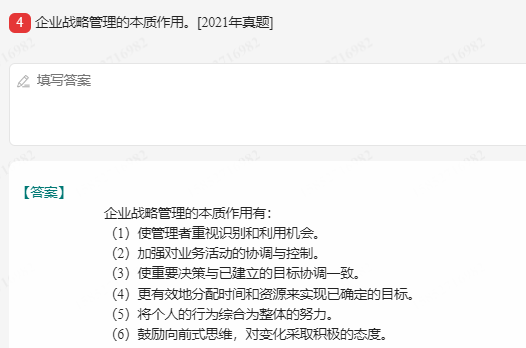 4 企业战略管理的本质作用。[2021年真题]
填写答案
【答案】
企业战略管理的本质作用有：
（1）使管理者重视识别和利用机会。
（2）加强对业务活动的协调与控制。
（3）使重要决策与已建立的目标协调一致。
（4）更有效地分配时间和资源来实现已确定的目标。
（5）将个人的行为综合为整体的努力。
（6）鼓励向前式思维，对变化采取积极的态度。